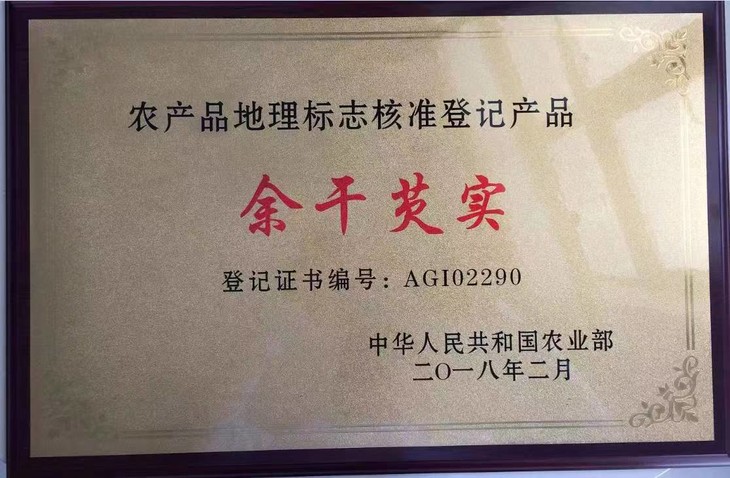 农产品地理标志核准登记产品
余干芡实
登记证书编号：AGI02290
中华人民共和国农业部
二〇一八年二月